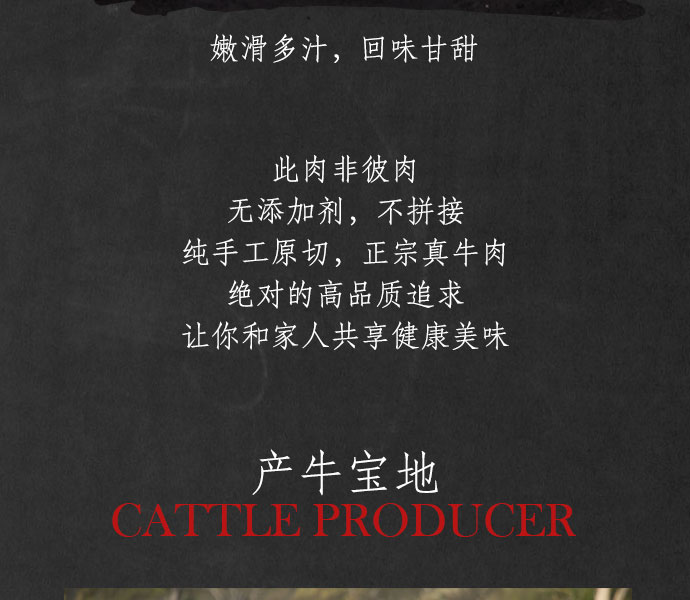 嫩滑多汁，回味甘甜
此肉非彼肉
无添加剂，不拼接
纯手工原切，正宗真牛肉
绝对的高品质追求
让你和家人共享健康美味
产牛宝地
CATTLE PRODUCER